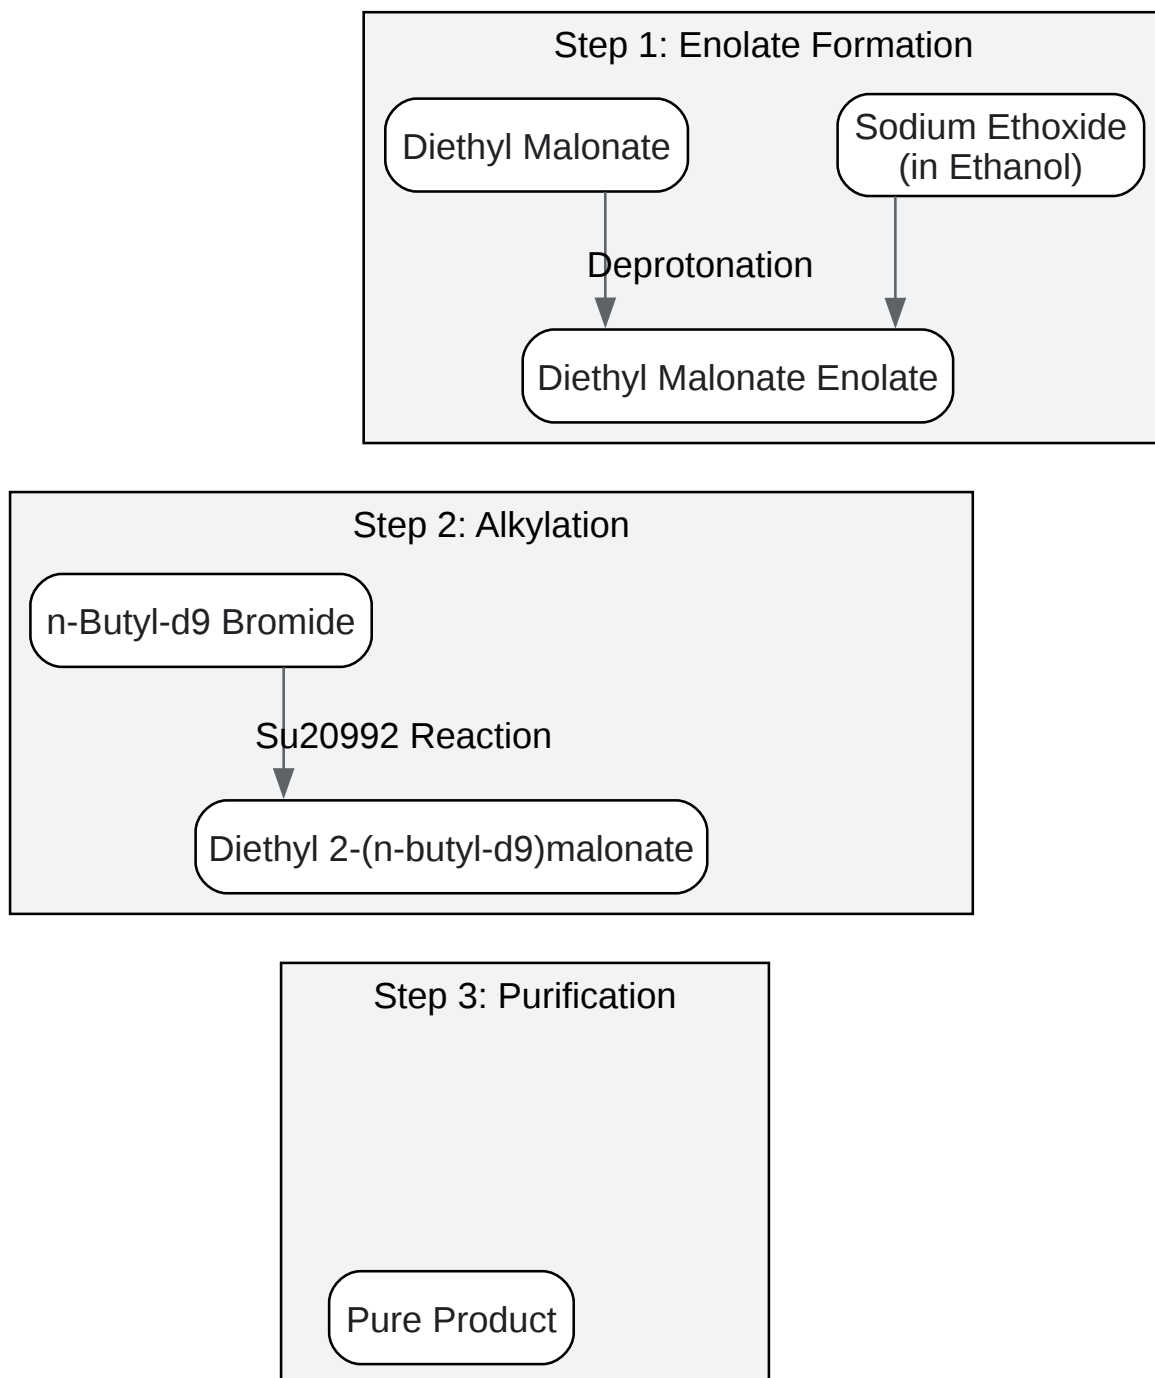 Step 1: Enolate Formation
Diethyl Malonate
Sodium Ethoxide
(in Ethanol)
Deprotonation
Diethyl Malonate Enolate
Step 2: Alkylation
n-Butyl-d9 Bromide
Su20992 Reaction
Diethyl 2-(n-butyl-d9)malonate
Step 3: Purification
Pure Product